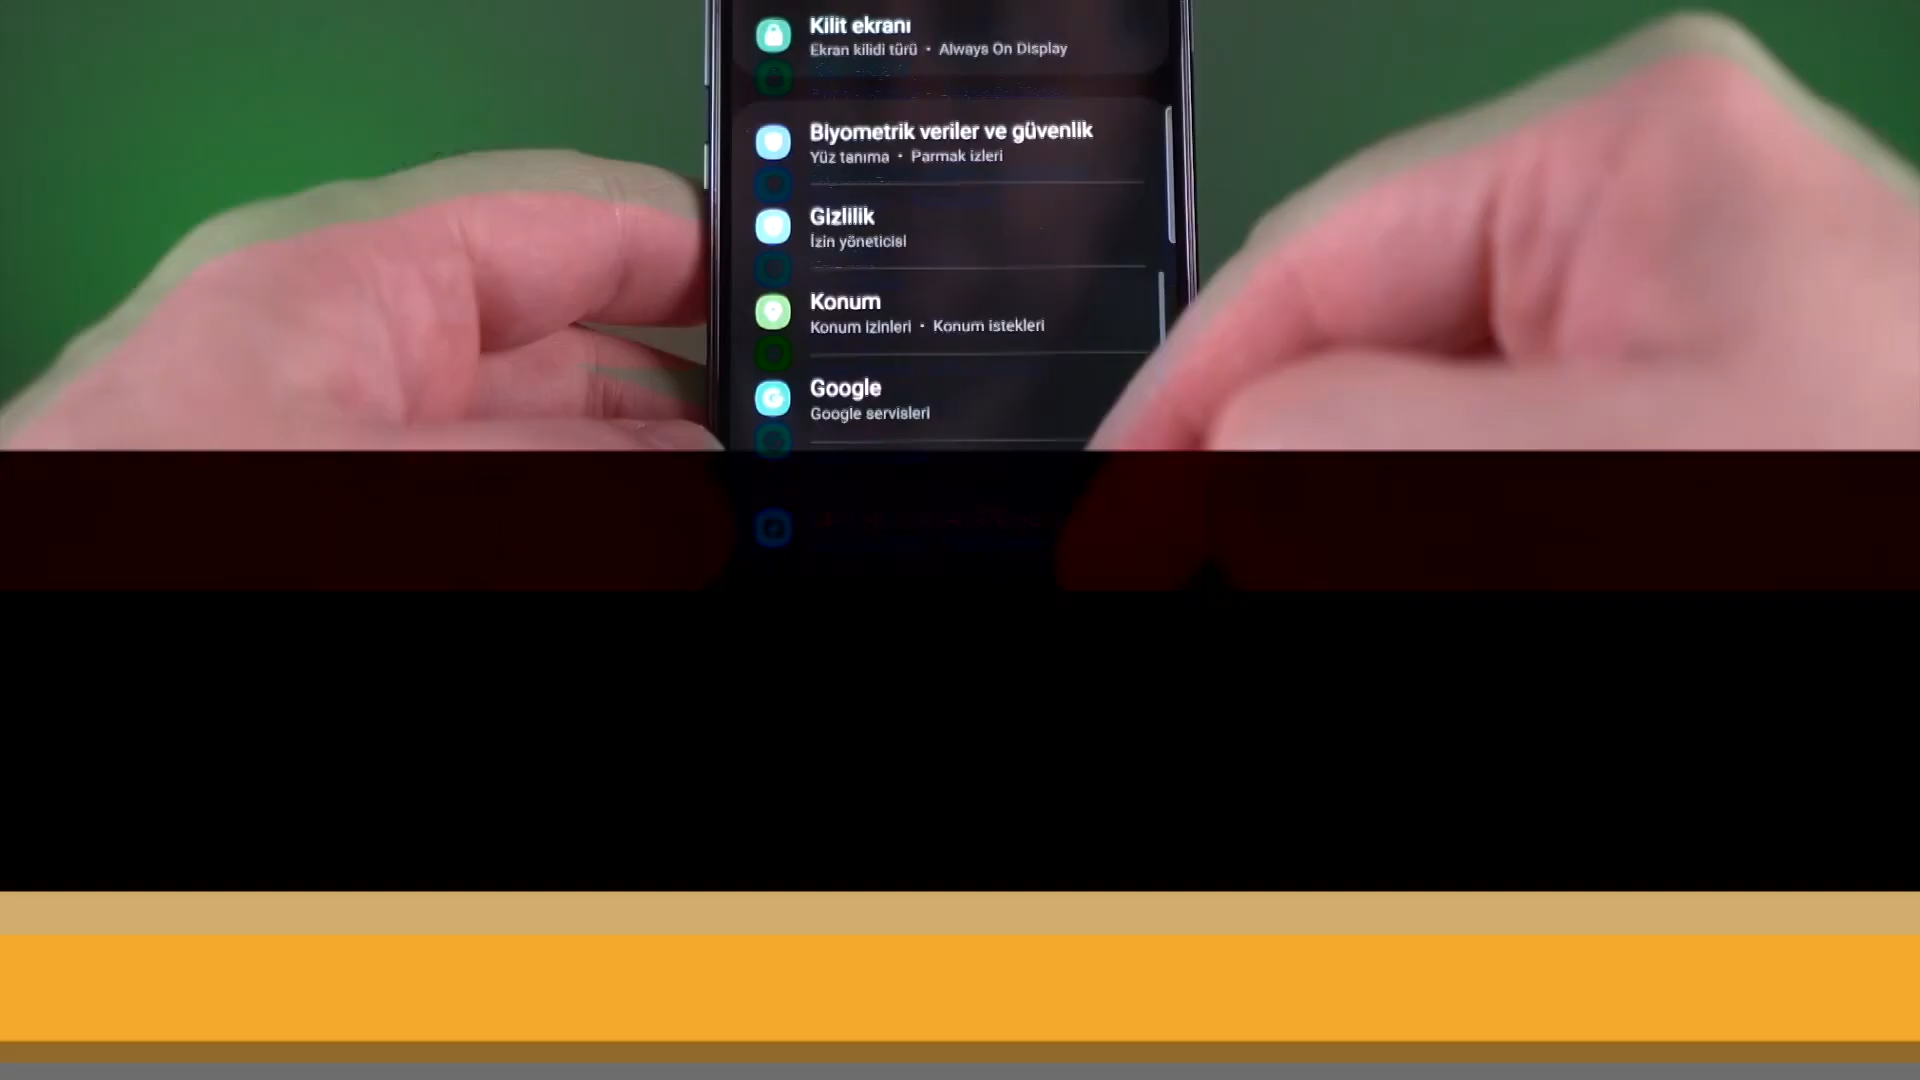 Kilit ekranı
Ekran kilidi türü • Always On Display
Biyometrik veriler ve güvenlik
Yüz tanıma • Parmak izleri
Gizlilik
İzin yöneticisi
Konum
Konum izinleri • Konum istekleri
Google
Google servisleri